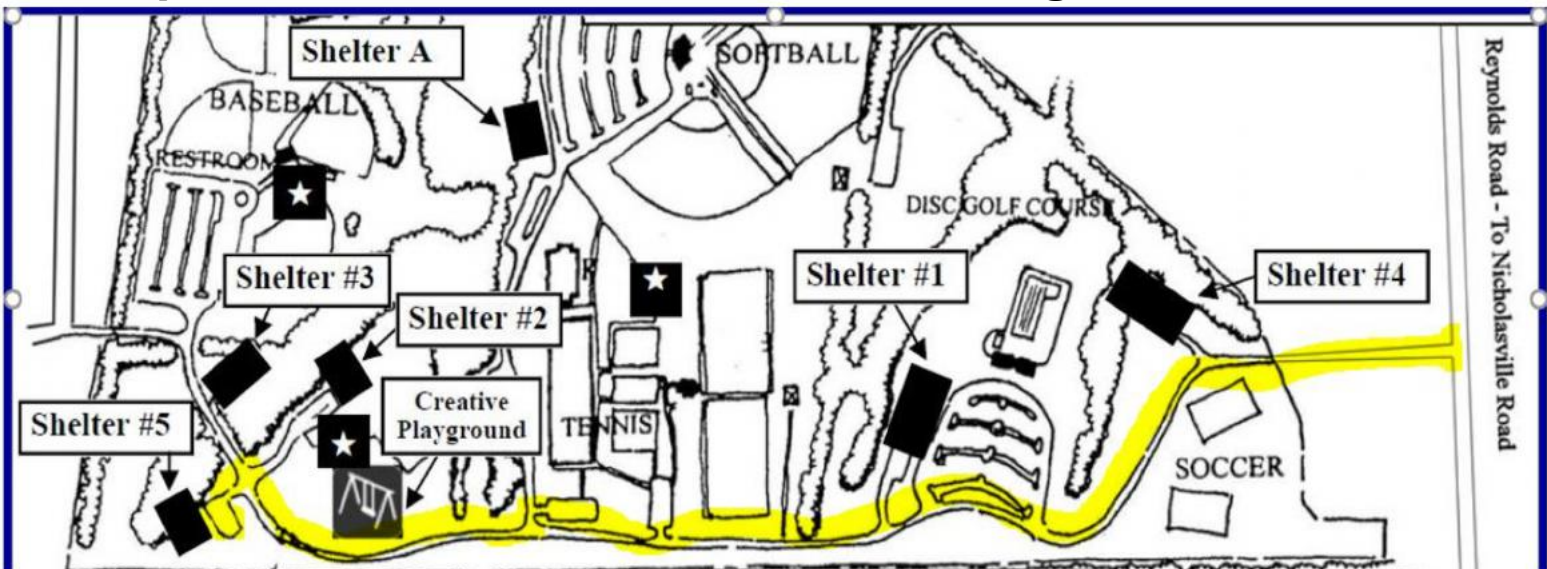 Shelter A
SOFTBALL
BASEBALL
RESTROOM
DISC GOLF COURSE
Shelter #3
Shelter #2
Shelter #1
Shelter #4
Creative
Playground
Shelter #5
TENNIS
SOCCER
Reynolds Road - To Nicholasville Road